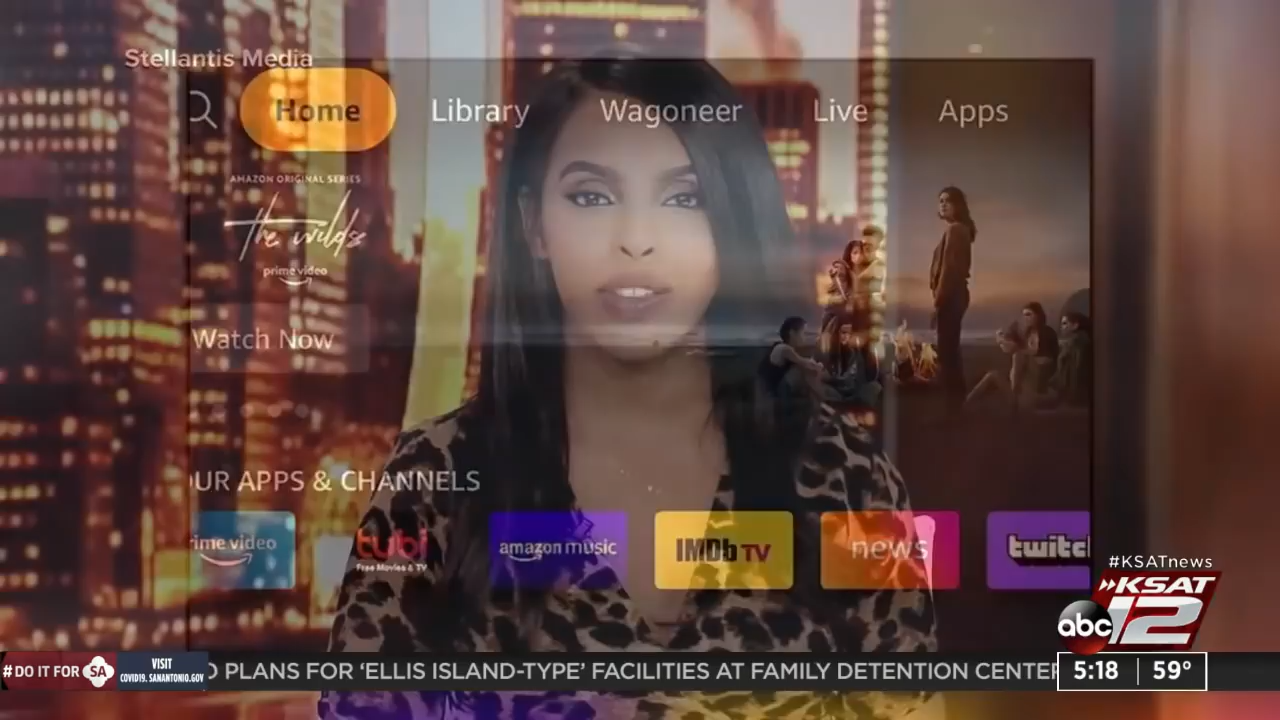 Stellantis Media
Home Library Wagoneer Live Apps
AMAZON ORIGINAL SERIES
the wilds
prime video
Watch Now
OUR APPS & CHANNELS
rime video
tubi
Free Movies & TV
amazon music
IMDb TV
news
twitc
#KSATnews
KSAT
abc 12
#DO IT FOR SA
VISIT
COVID19.SANANTONIO.GOV
O PLANS FOR ‘ELLIS ISLAND-TYPE’ FACILITIES AT FAMILY DETENTION CENTER
5:18 59°